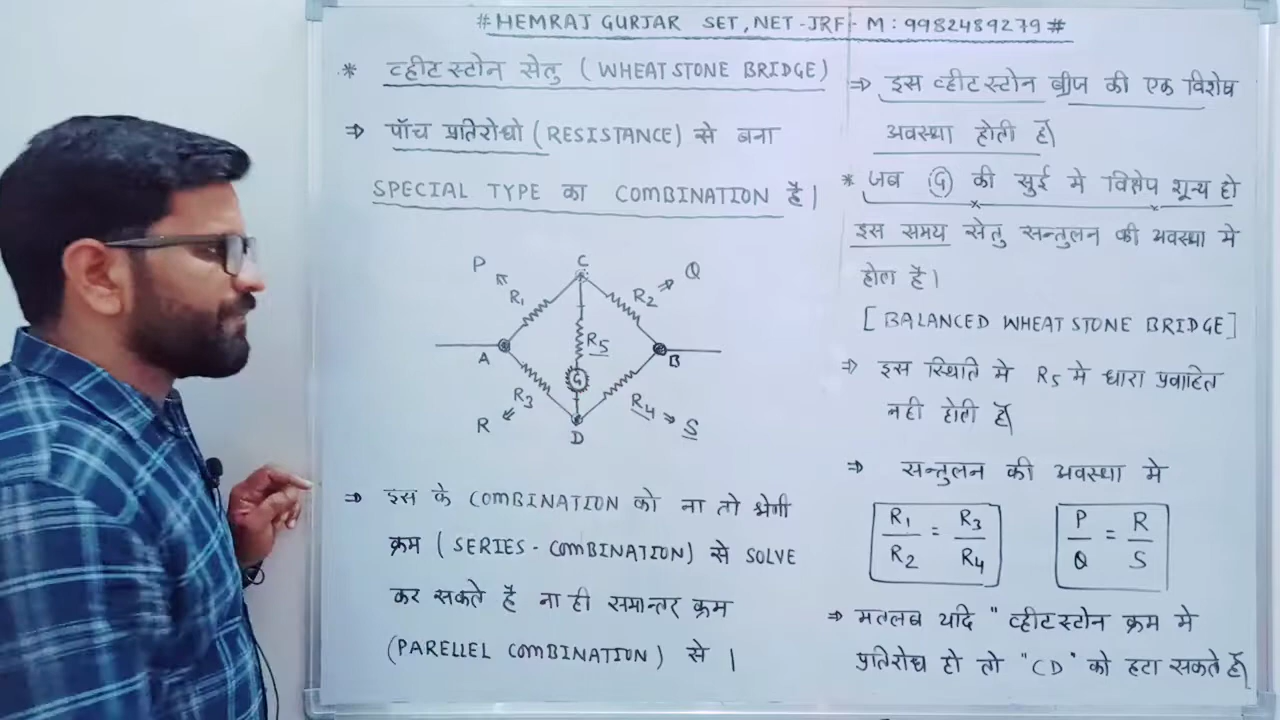 #HEMRAJ GURJAR SET, NET-JRF- M: 9982489279#
* व्हीटस्टोन सेतु (WHEATSTONE BRIDGE)
⇒ पाँच प्रतिरोधो (RESISTANCE) से बना
SPECIAL TYPE का COMBINATION है।
P
R1
C
R2
Q
A
R5
B
G
R3
R
R4
S
D
⇒ इस के COMBINATION को ना तो श्रेणी
क्रम (SERIES-COMBINATION) से SOLVE
कर सकते है ना ही समान्तर क्रम
(PARELLEL COMBINATION) से।
⇒ इस व्हीटस्टोन ब्रीज की एक विशेष
अवस्था होती हैं
* जब G की सुई मे विक्षेप शून्य हो
इस समय सेतु सन्तुलन की अवस्था मे
होता है।
[BALANCED WHEATSTONE BRIDGE]
⇒ इस स्थिति मे R5 मे धारा प्रवाहित
नही होती हैं
⇒ सन्तुलन की अवस्था मे
R1/R2 = R3/R4 P/Q = R/S
⇒ मतलब यदि " व्हीटस्टोन क्रम मे
प्रतिरोध हो तो "CD" को हटा सकते हैं